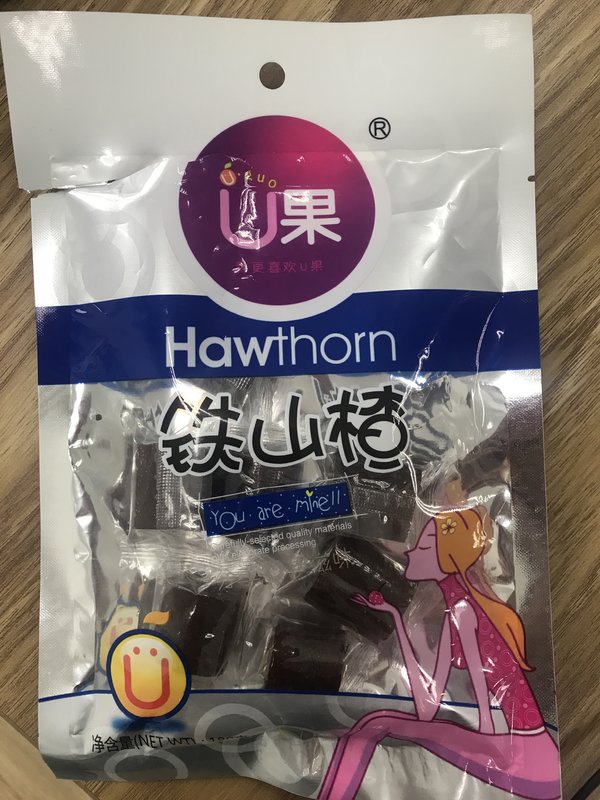 ®
U果
更喜欢U果
Hawthorn
铁山楂
You are mine!!
-selected quality materials
processing
Ü
净含量(NET WT)